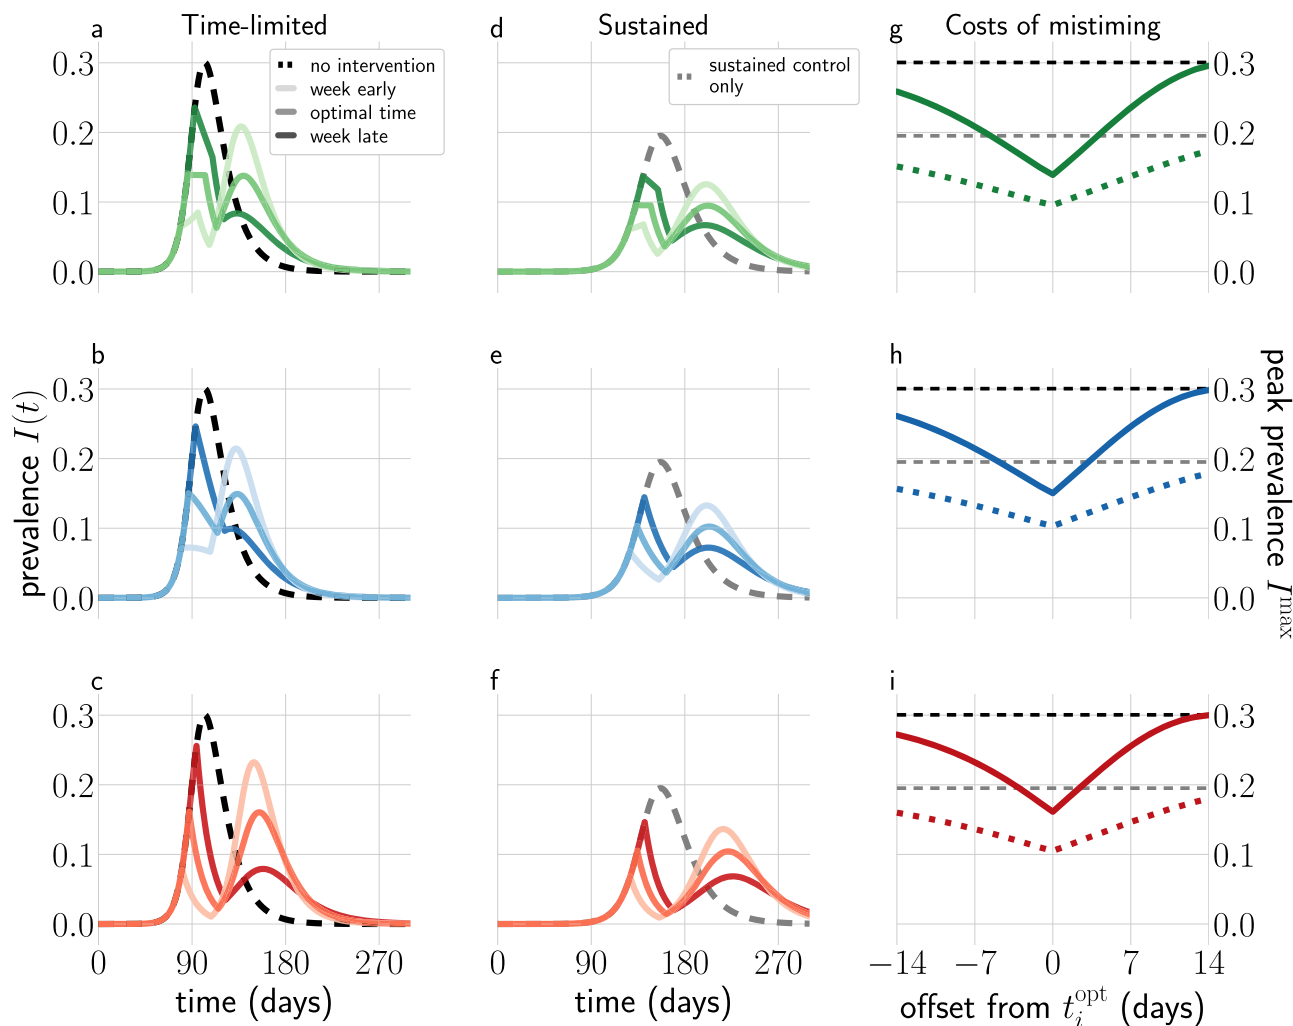 a
Time-limited
d
Sustained
g
Costs of mistiming
0.3
0.2
0.1
0.0
no intervention
week early
optimal time
week late
sustained control
only
0.3
0.2
0.1
0.0
b
e
h
0.3
0.2
0.1
0.0
prevalence I(t)
0.3
0.2
0.1
0.0
peak prevalence I^max
c
f
i
0.3
0.2
0.1
0.0
0.3
0.2
0.1
0.0
0 90 180 270
0 90 180 270
−14 −7 0 7 14
time (days)
time (days)
offset from t_i^opt (days)